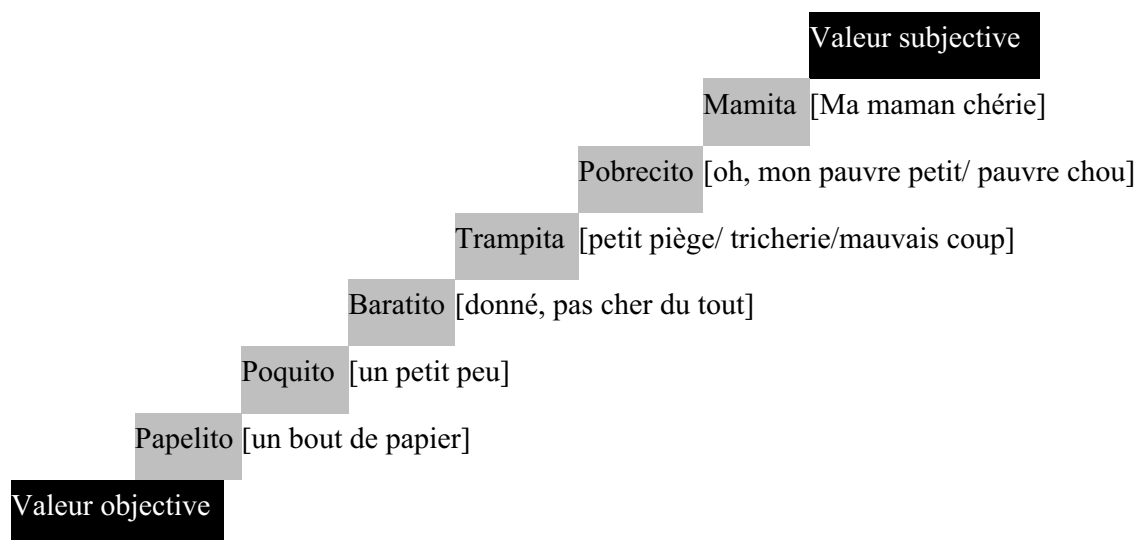 Valeur subjective
Mamita [Ma maman chérie]
Pobrecito [oh, mon pauvre petit/ pauvre chou]
Trampita [petit piège/ tricherie/mauvais coup]
Baratito [donné, pas cher du tout]
Poquito [un petit peu]
Papelito [un bout de papier]
Valeur objective